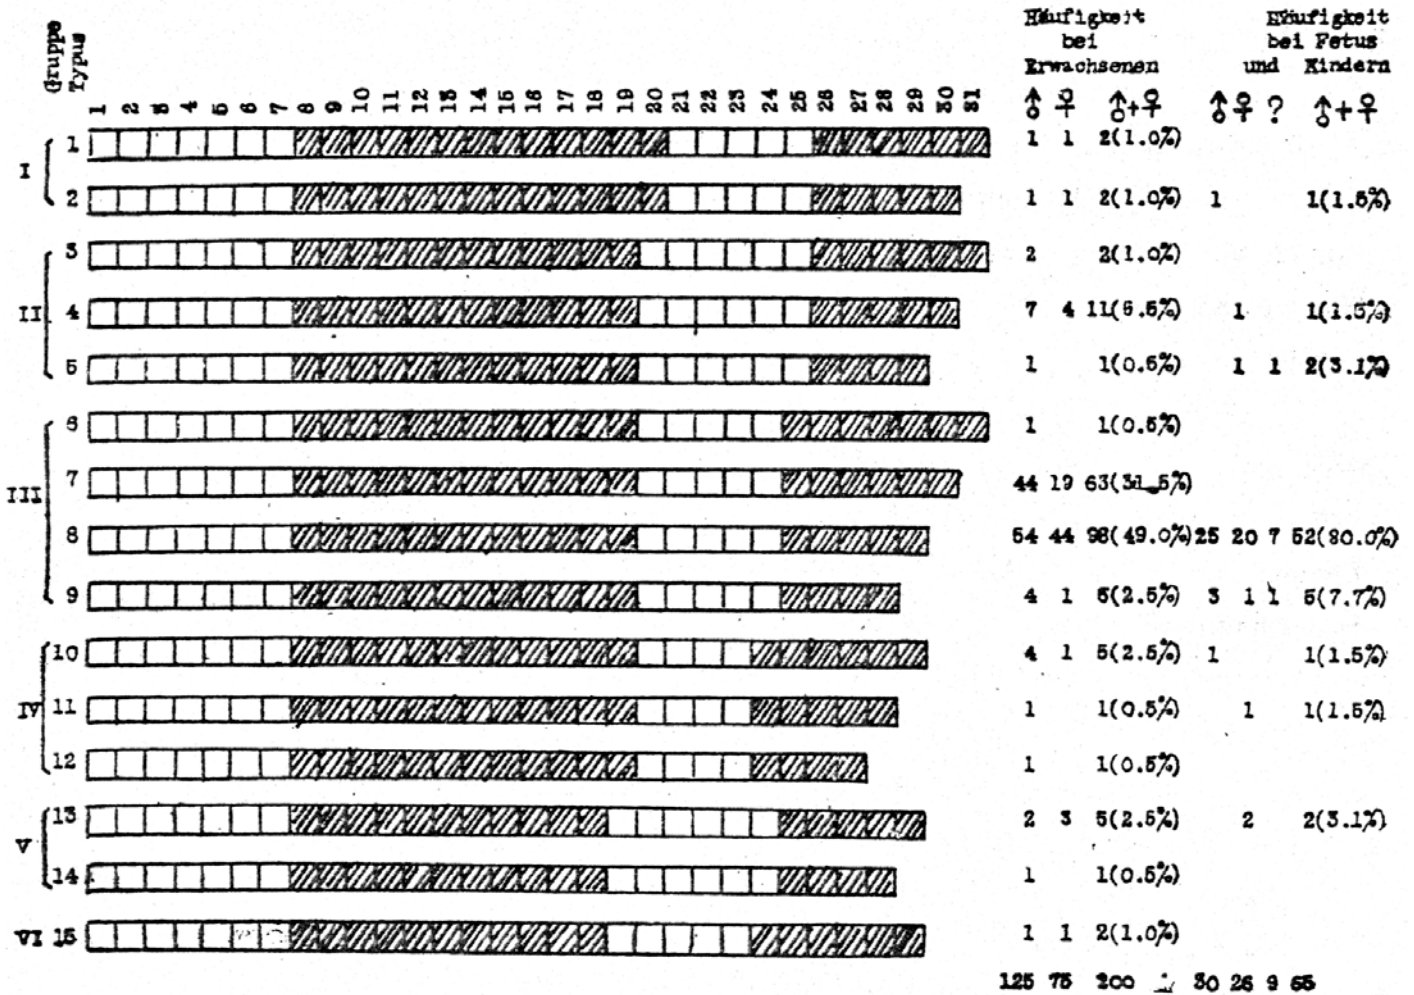 Häufigkeit Häufigkeit
bei bei Fetus
Erwachsenen und Kindern
Gruppe Typus 1 2 3 4 5 6 7 8 9 10 11 12 13 14 15 16 17 18 19 20 21 22 23 24 25 26 27 28 29 30 31 ♂ ♀ ♂+♀ ♂ ♀ ? ♂+♀
I 1 1 1 2(1.0%)
2 1 1 2(1.0%) 1 1(1.5%)
II 3 2 2(1.0%)
4 7 4 11(5.5%) 1 1(1.5%)
5 1 1(0.5%) 1 1 2(3.1%)
III 6 1 1(0.5%)
7 44 19 63(31.5%)
8 54 44 98(49.0%) 25 20 7 52(80.0%)
9 4 1 5(2.5%) 3 1 1 5(7.7%)
IV 10 4 1 5(2.5%) 1 1(1.5%)
11 1 1(0.5%) 1 1(1.5%)
12 1 1(0.5%)
V 13 2 3 5(2.5%) 2 2(3.1%)
14 1 1(0.5%)
VI 15 1 1 2(1.0%)
125 75 200 30 26 9 65